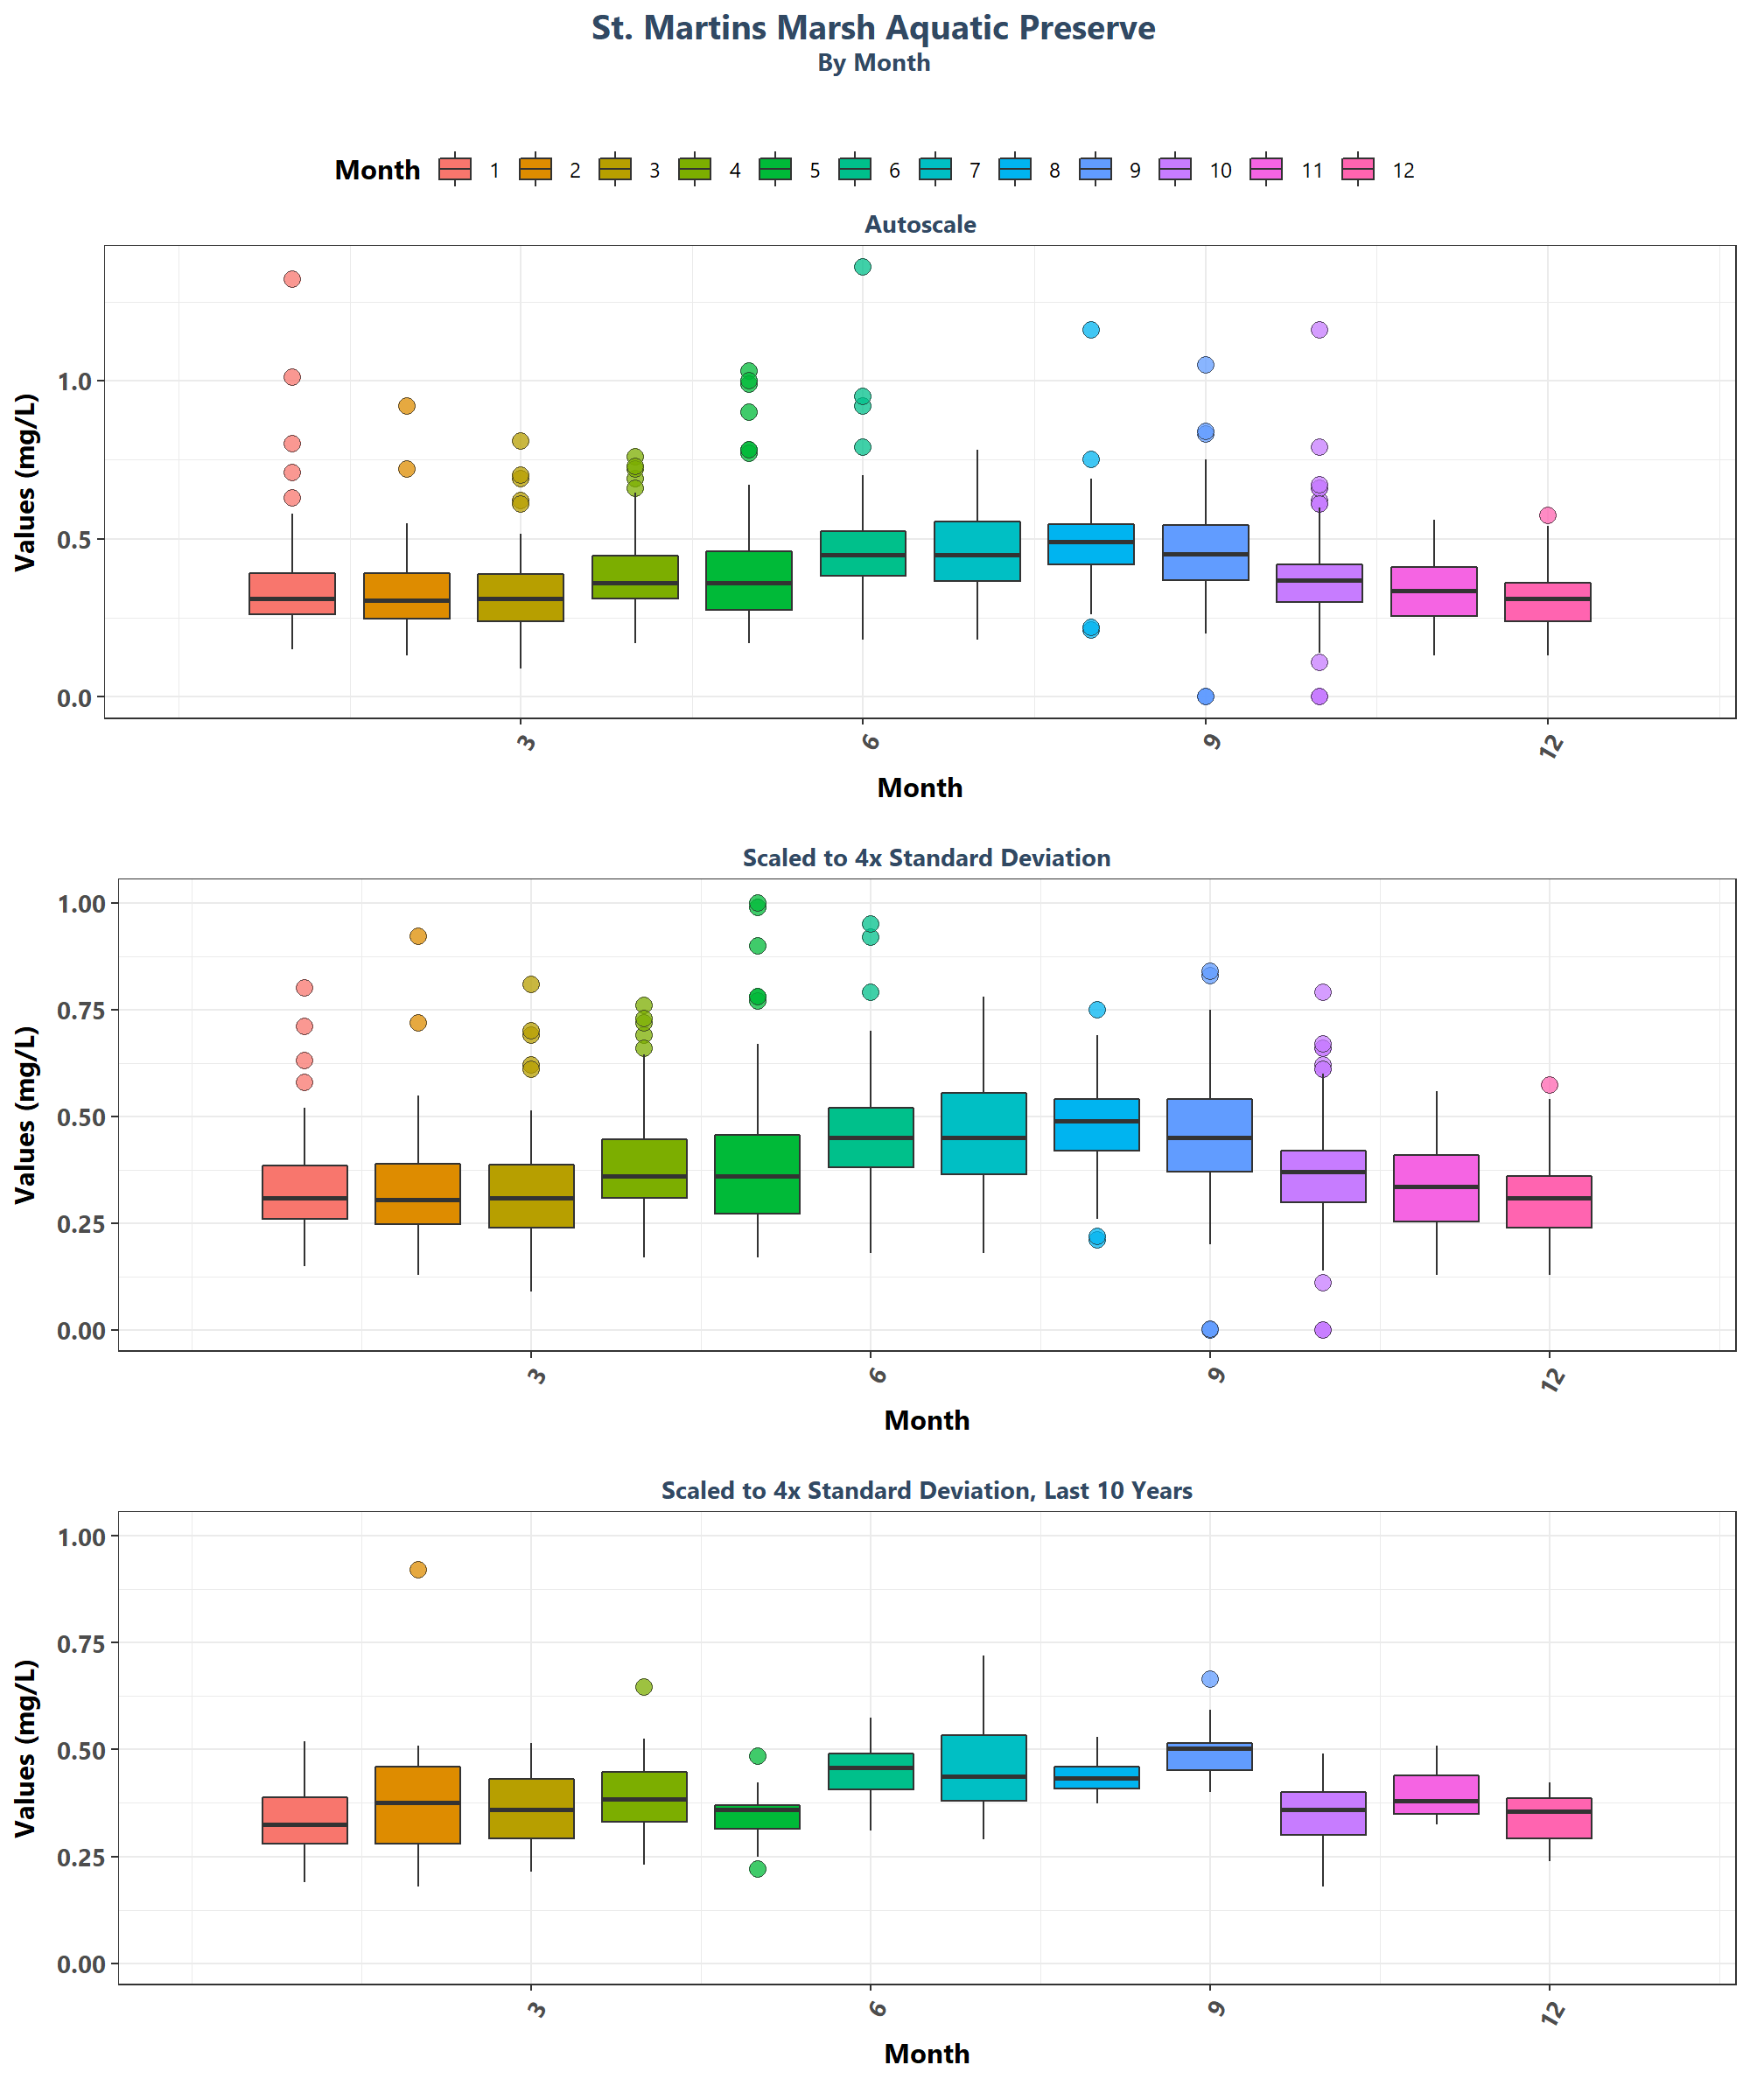 St. Martins Marsh Aquatic Preserve
By Month
Month 1 2 3 4 5 6 7 8 9 10 11 12
Autoscale
Values (mg/L)
1.0
0.5
0.0
3 6 9 12
Month
Scaled to 4x Standard Deviation
Values (mg/L)
1.00
0.75
0.50
0.25
0.00
3 6 9 12
Month
Scaled to 4x Standard Deviation, Last 10 Years
Values (mg/L)
1.00
0.75
0.50
0.25
0.00
3 6 9 12
Month